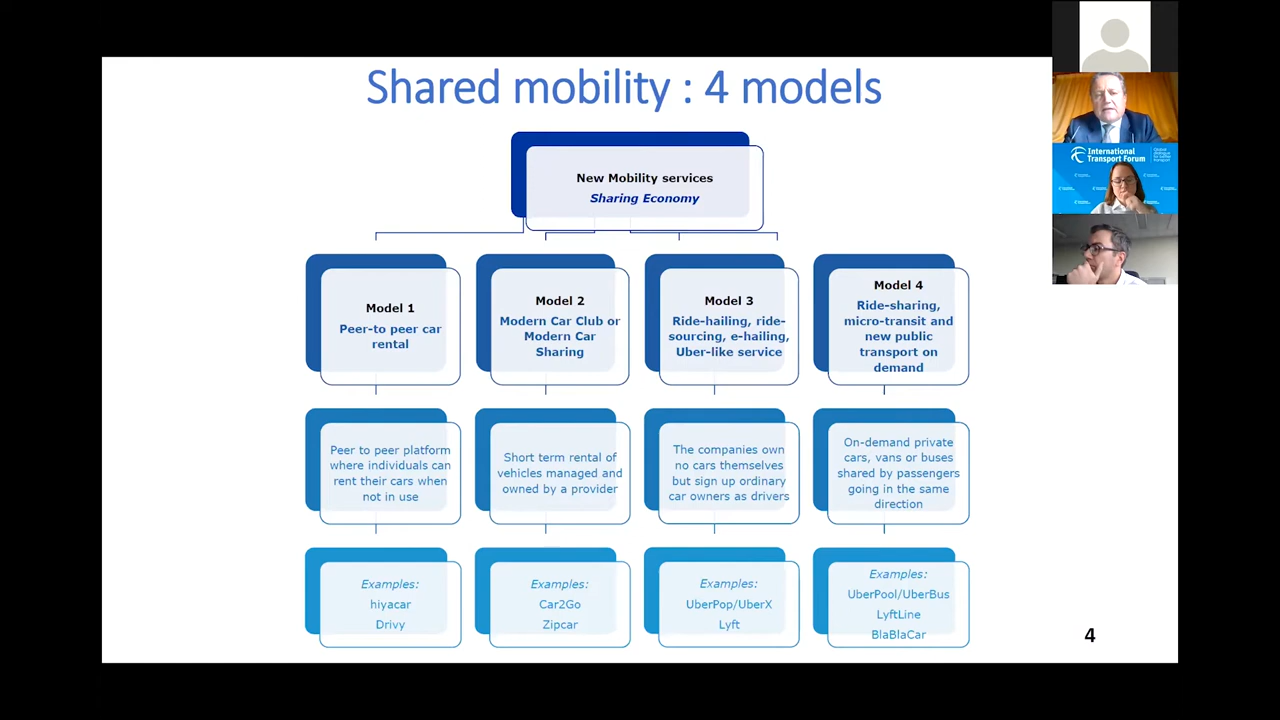 Shared mobility : 4 models
New Mobility services
Sharing Economy
Model 1
Peer-to peer car
rental
Model 2
Modern Car Club or
Modern Car
Sharing
Model 3
Ride-hailing, ride-
sourcing, e-hailing,
Uber-like service
Model 4
Ride-sharing,
micro-transit and
new public
transport on
demand
Peer to peer platform
where individuals can
rent their cars when
not in use
Short term rental of
vehicles managed and
owned by a provider
The companies own
no cars themselves
but sign up ordinary
car owners as drivers
On-demand private
cars, vans or buses
shared by passengers
going in the same
direction
Examples:
hiyacar
Drivy
Examples:
Car2Go
Zipcar
Examples:
UberPop/UberX
Lyft
Examples:
UberPool/UberBus
LyftLine
BlaBlaCar
4
International
Transport Forum